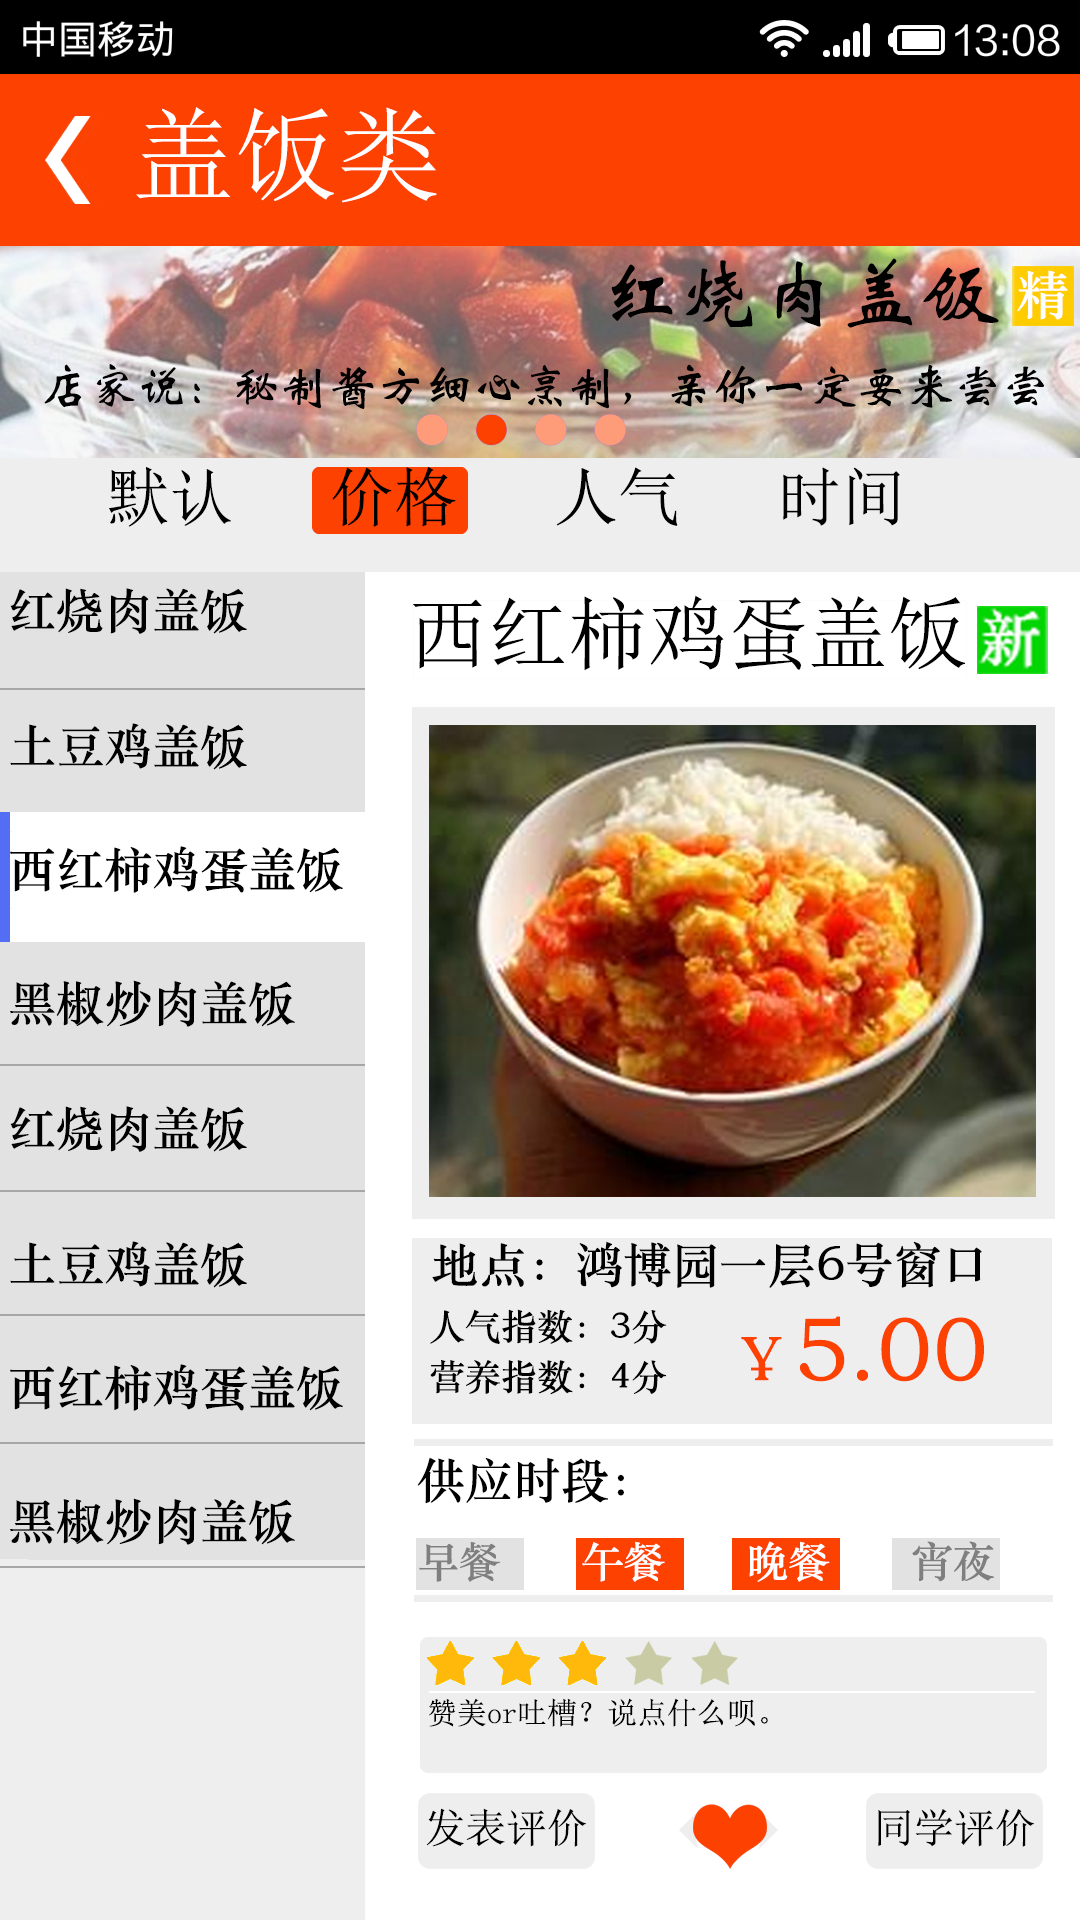 中国移动 13:08
盖饭类
红烧肉盖饭 精
店家说：秘制酱方细心烹制，亲你一定要来尝尝
默认 价格 人气 时间
红烧肉盖饭
土豆鸡盖饭
西红柿鸡蛋盖饭
黑椒炒肉盖饭
红烧肉盖饭
土豆鸡盖饭
西红柿鸡蛋盖饭
黑椒炒肉盖饭
西红柿鸡蛋盖饭 新
地点：鸿博园一层6号窗口
人气指数：3分
营养指数：4分
¥5.00
供应时段：
早餐 午餐 晚餐 宵夜
赞美or吐槽？说点什么呗。
发表评价 同学评价